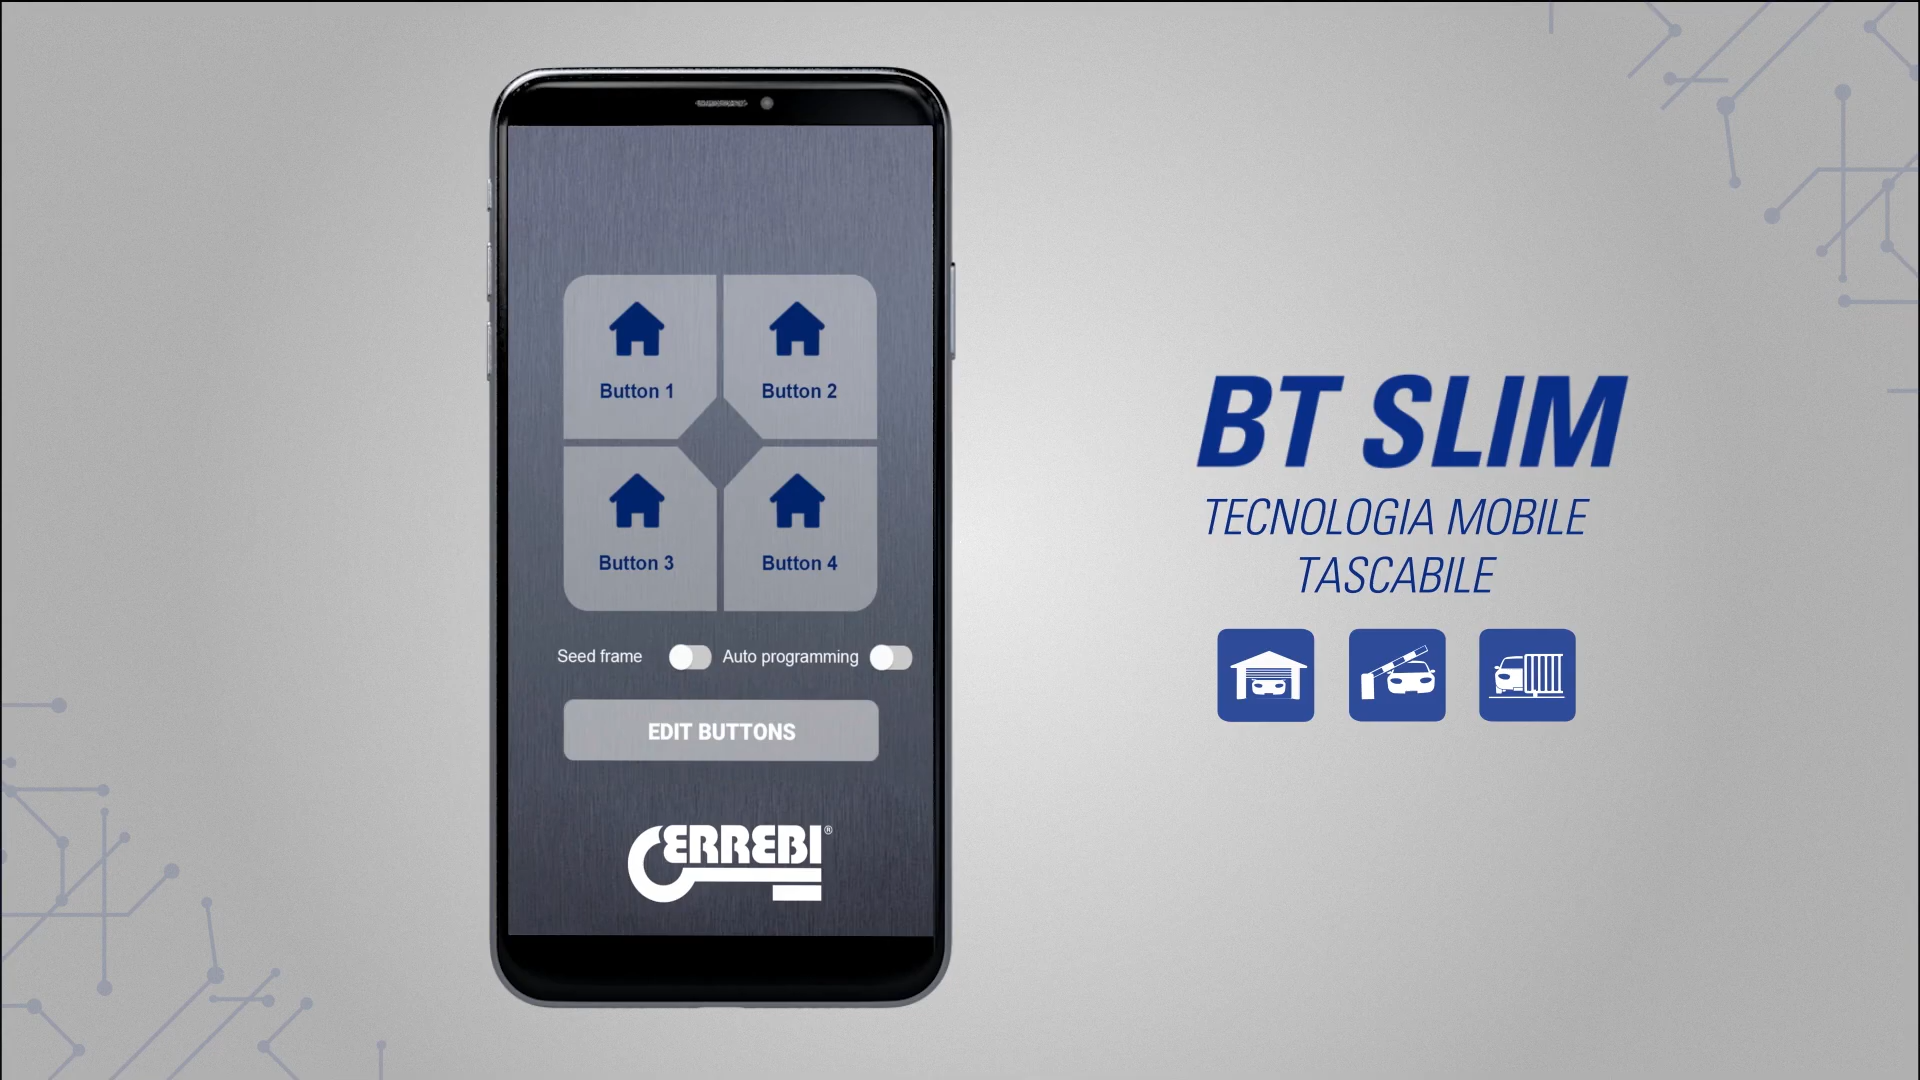 Button 1
Button 2
Button 3
Button 4
Seed frame
Auto programming
EDIT BUTTONS
ERREBI®
BT SLIM
TECNOLOGIA MOBILE
TASCABILE